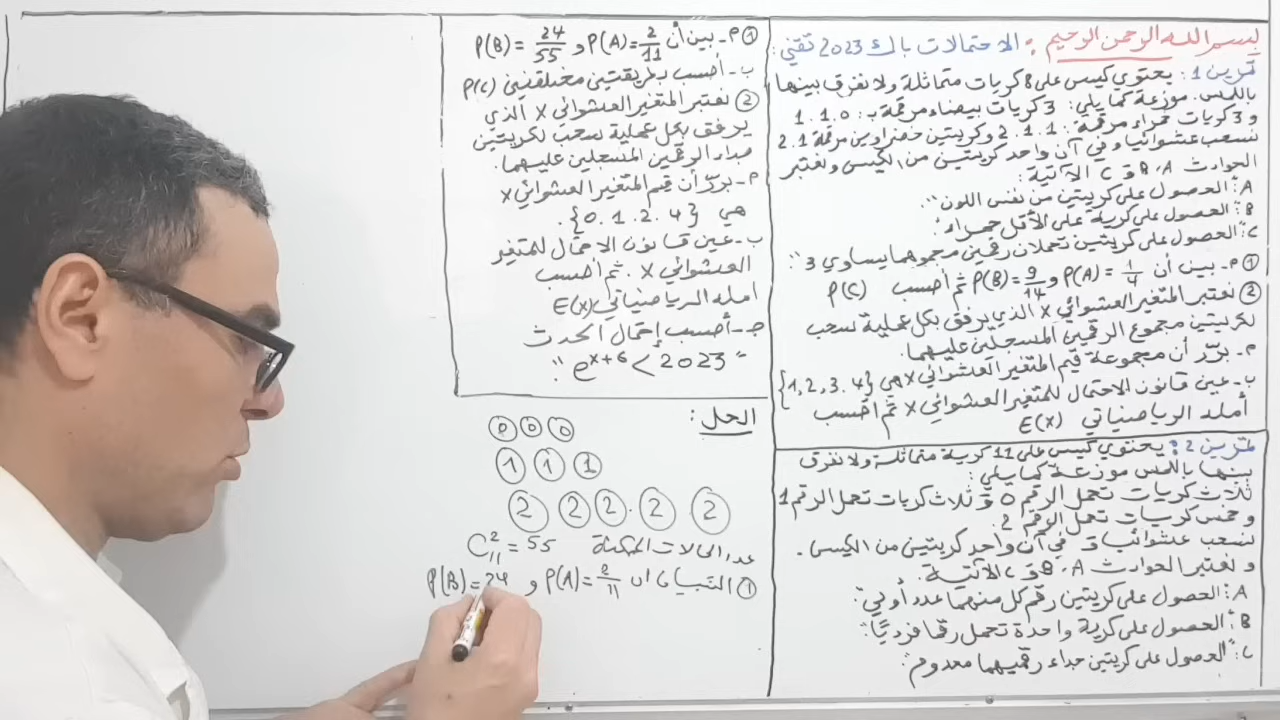 بسم الله الرحمن الرحيم : الاحتمالات باك 2023 تقني :
تمرين 1 : يحتوي كيس على 8 كريات متماثلة ولا نفرق بينها
باللمس. موزعة كما يلي: 3 كريات بيضاء مرقمة بـ: 0 . 1 . 1
و 3 كريات حمراء مرقمة : 1 . 1 . 2 وكريتين خضراوين مرقمة 1 . 2
نسحب عشوائيا وفي آن واحد كريتين من الكيس ونعتبر
الحوادث A ، B و C الآتية :
A : "الحصول على كريتين من نفس اللون".
B : "الحصول على كرية على الأقل حمراء".
C : "الحصول على كريتين تحملان رقمين مجموعهما يساوي 3".
① م - بين أن P(A) = 1/4 و P(B) = 9/14 ثم أحسب P(C)
② نعتبر المتغير العشوائي X الذي يرفق بكل عملية سحب
لكريتين مجموع الرقمين المسجلين عليهما.
م - برّر أن مجموعة قيم المتغير العشوائي X هي {1, 2, 3, 4}
ب - عين قانون الاحتمال للمتغير العشوائي X ثم أحسب
أمله الرياضياتي E(X)
تمرين 2 : يحتوي كيس على 11 كرية متماثلة ولا نفرق
بينها باللمس موزعة كما يلي :
ثلاث كريات تحمل الرقم 0 و ثلاث كريات تحمل الرقم 1
و خمس كريات تحمل الرقم 2.
نسحب عشوائيا و في آن واحد كريتين من الكيس.
و نعتبر الحوادث A ، B و C الآتية.
A : "الحصول على كريتين رقم كل منهما عدد أولي".
B : "الحصول على كرية واحدة تحمل رقما فرديًا".
C : "الحصول على كريتين جداء رقميهما معدوم".
① م - بين أن P(A) = 2/11 و P(B) = 24/55
ب - أحسب بطريقتين مختلفتين P(C)
② نعتبر المتغير العشوائي X الذي
يرفق بكل عملية سحب لكريتين
جداء الرقمين المسجلين عليهما.
م - برّر أن قيم المتغير العشوائي X
هي {0 . 1 . 2 . 4}.
ب - عين قانون الاحتمال للمتغير
العشوائي X . ثم أحسب
أمله الرياضياتي E(X)
جـ - أحسب إحتمال الحدث
"e^{x+6} < 2023".
الحل :
0 0 0
1 1 1
2 2 2 2 2
عدد الحالات الممكنة C²₁₁ = 55
① التبيان ان P(A) = 2/11 و P(B) = 24